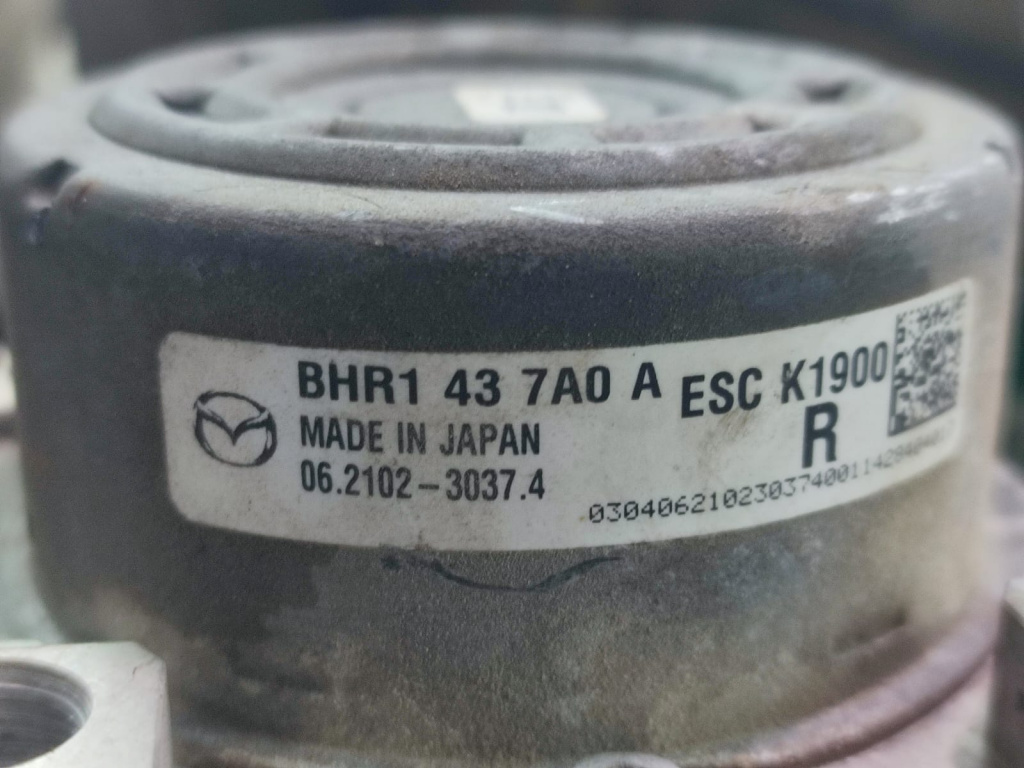 BHR1 43 7A0 A ESC K1900
MADE IN JAPAN R
06.2102-3037.4